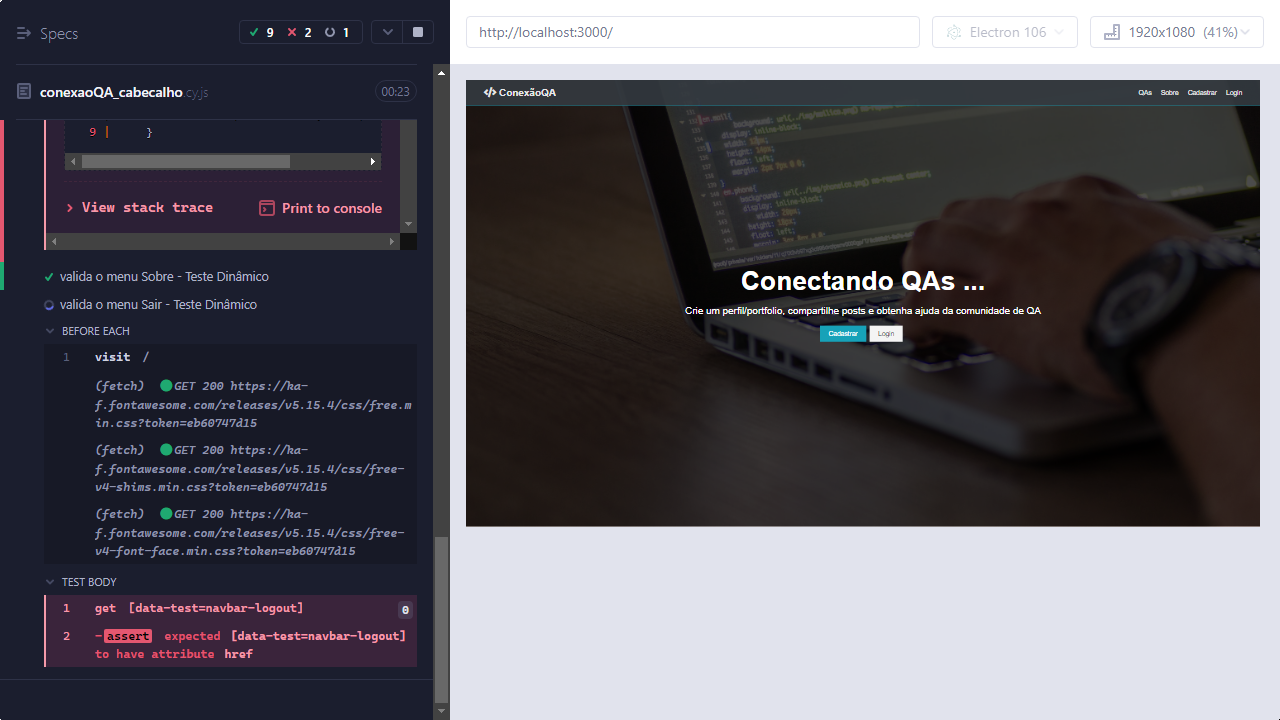 Specs
9 2 1
conexaoQA_cabecalho.cy.js
00:23
9 | }
> View stack trace
Print to console
valida o menu Sobre - Teste Dinâmico
valida o menu Sair - Teste Dinâmico
BEFORE EACH
1 visit /
(fetch) GET 200 https://ka-
f.fontawesome.com/releases/v5.15.4/css/free.m
in.css?token=eb60747d15
(fetch) GET 200 https://ka-
f.fontawesome.com/releases/v5.15.4/css/free-
v4-shims.min.css?token=eb60747d15
(fetch) GET 200 https://ka-
f.fontawesome.com/releases/v5.15.4/css/free-
v4-font-face.min.css?token=eb60747d15
TEST BODY
1 get [data-test=navbar-logout] 0
2 -assert expected [data-test=navbar-logout]
to have attribute href
http://localhost:3000/
Electron 106
1920x1080 (41%)
</> ConexãoQA
QAs Sobre Cadastrar Login
Conectando QAs ...
Crie um perfil/portfolio, compartilhe posts e obtenha ajuda da comunidade de QA
Cadastrar Login